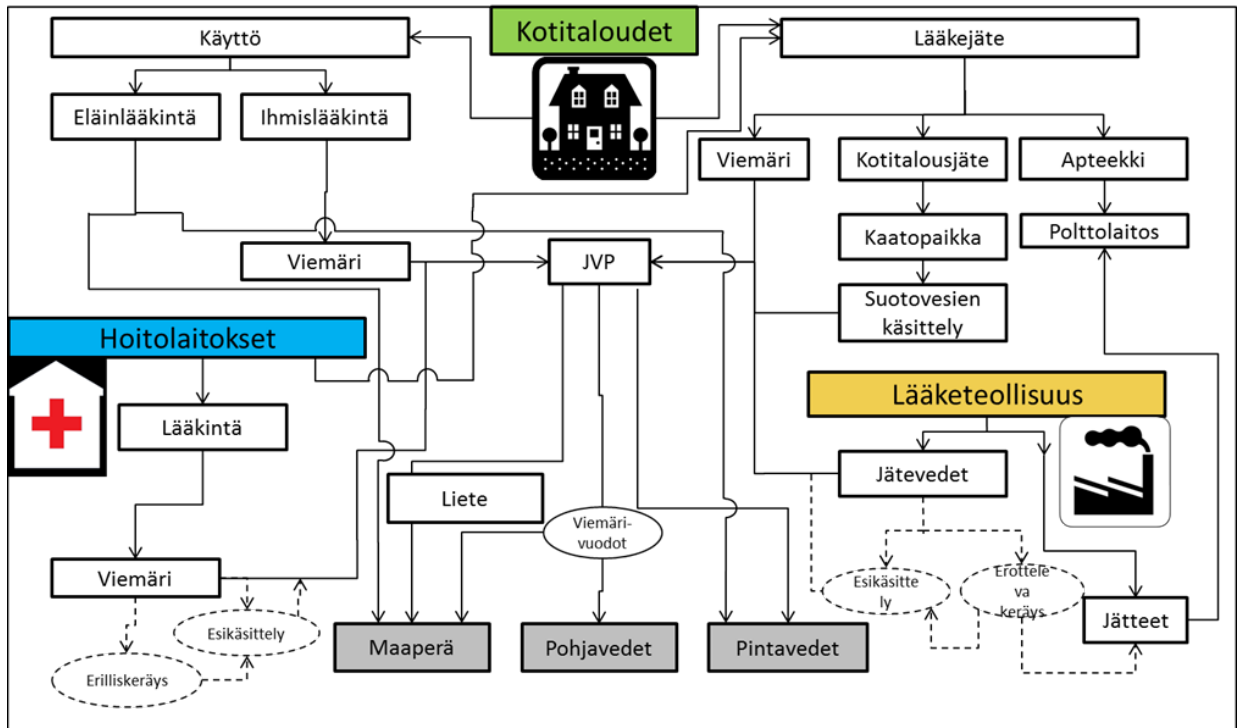 Kotitaloudet
Käyttö
Lääkejäte
Eläinlääkintä
Ihmislääkintä
Viemäri
Kotitalousjäte
Apteekki
Kaatopaikka
Polttolaitos
Viemäri
JVP
Suotovesien
käsittely
Hoitolaitokset
Lääketeollisuus
Lääkintä
Jätevedet
Liete
Viemäri-
vuodot
Viemäri
Esikäsitte
ly
Erottele
va keräys
Esikäsittely
Jätteet
Maaperä
Pohjavedet
Pintavedet
Erilliskeräys